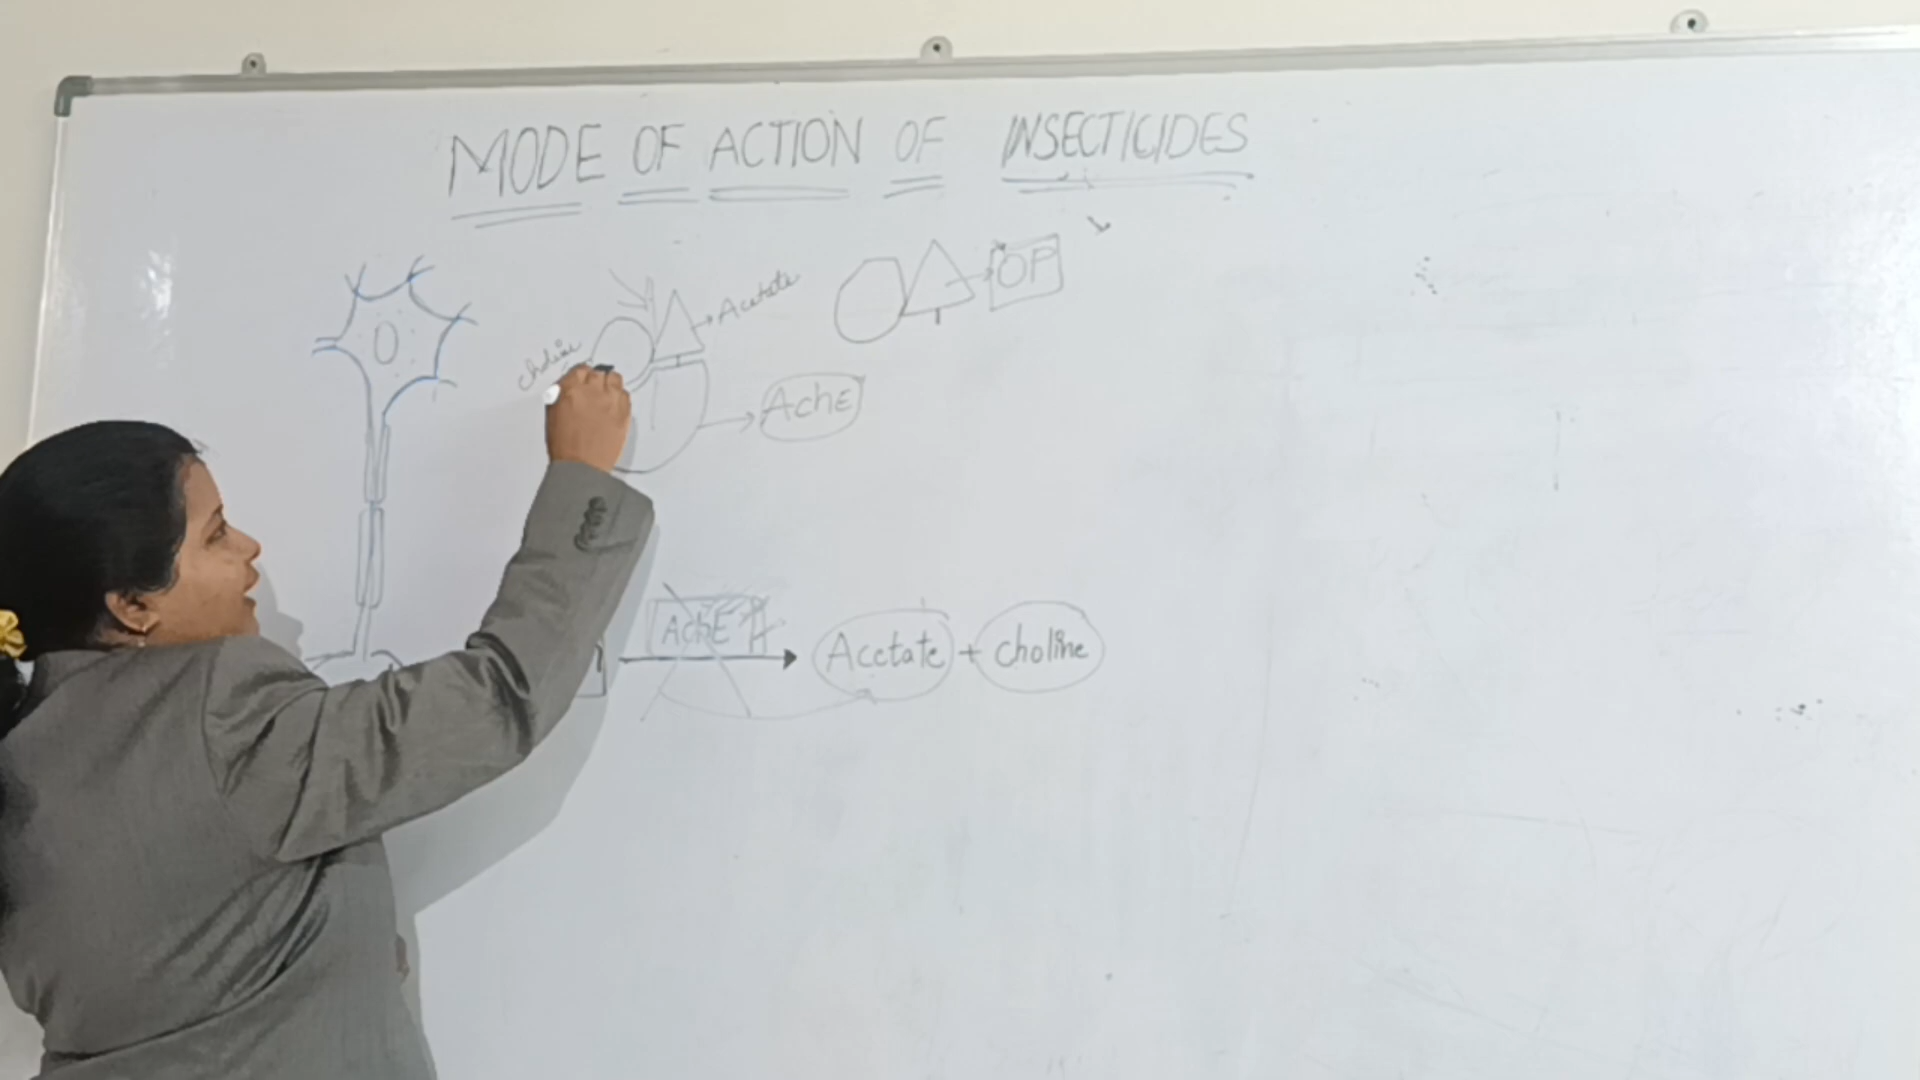 MODE OF ACTION OF INSECTICIDES
Acetate
OP
choline
AchE
AchE
Acetate + choline